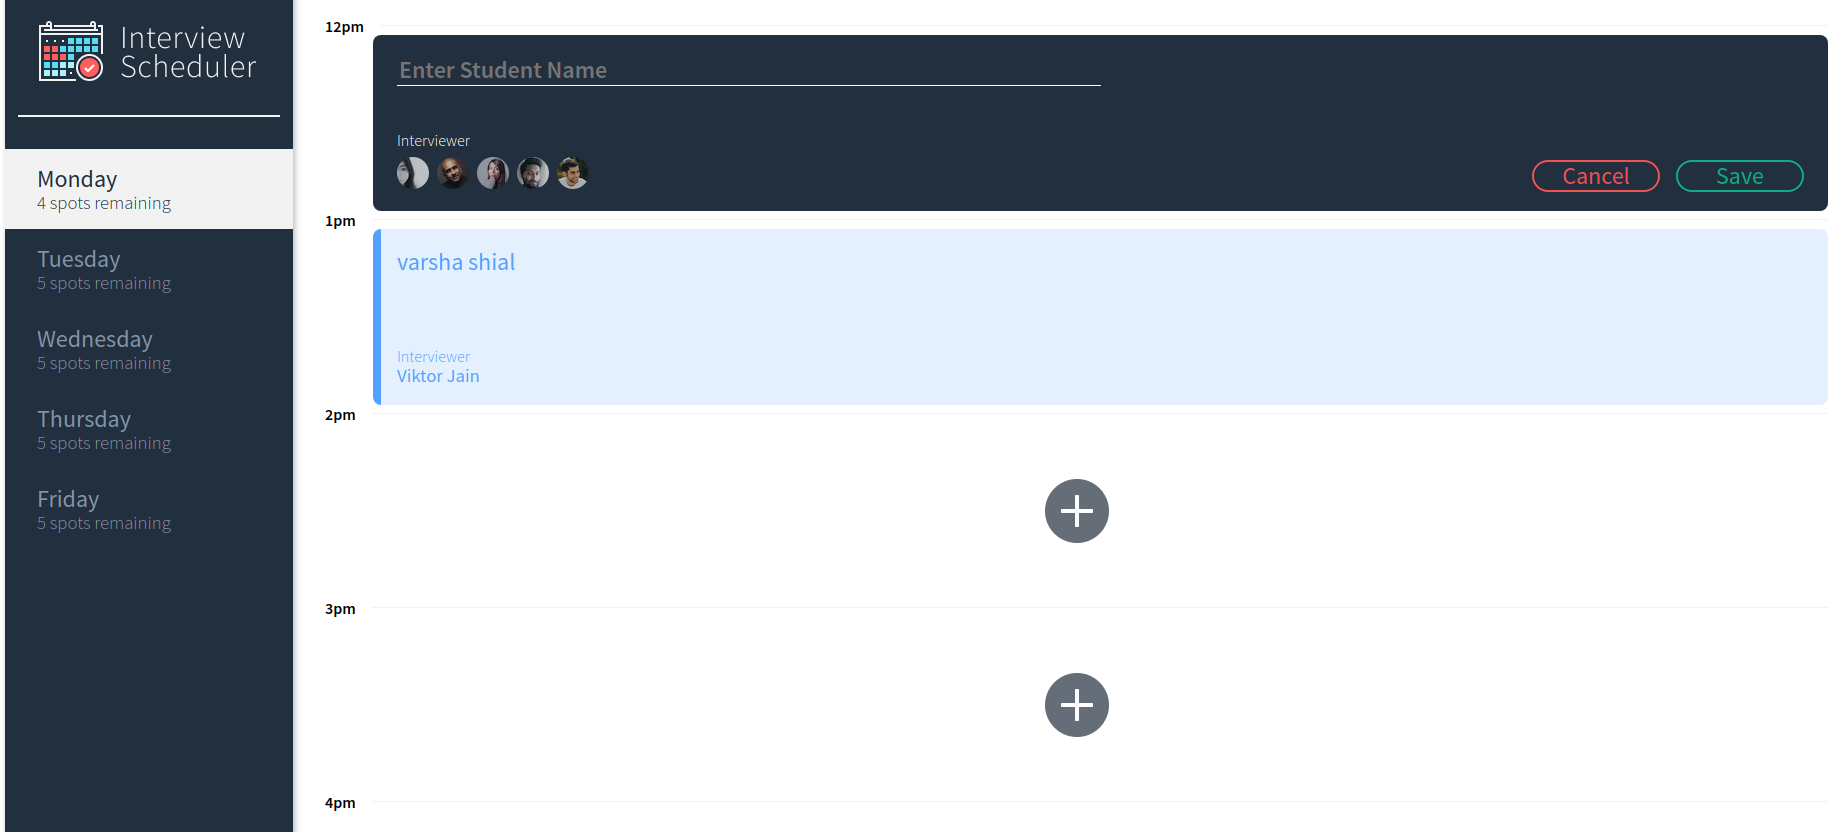 Interview
Scheduler
Monday
4 spots remaining
Tuesday
5 spots remaining
Wednesday
5 spots remaining
Thursday
5 spots remaining
Friday
5 spots remaining
12pm
Enter Student Name
Interviewer
Cancel
Save
1pm
varsha shial
Interviewer
Viktor Jain
2pm
3pm
4pm